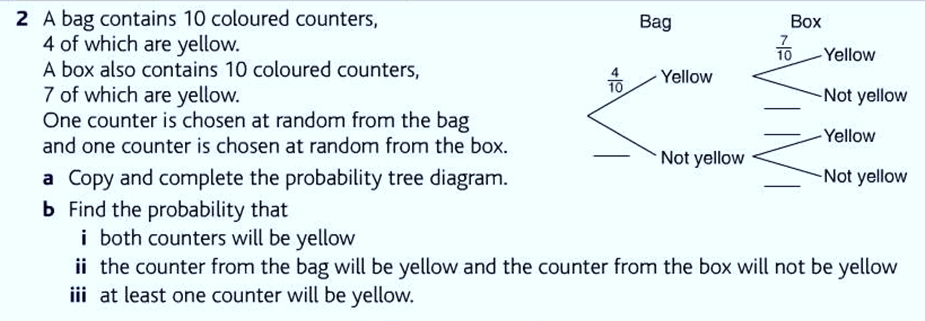 2 A bag contains 10 coloured counters,
4 of which are yellow.
A box also contains 10 coloured counters,
7 of which are yellow.
One counter is chosen at random from the bag
and one counter is chosen at random from the box.
a Copy and complete the probability tree diagram.
b Find the probability that
i both counters will be yellow
ii the counter from the bag will be yellow and the counter from the box will not be yellow
iii at least one counter will be yellow.
Bag
Box
4/10
Yellow
Not yellow
7/10
Yellow
Not yellow
Yellow
Not yellow